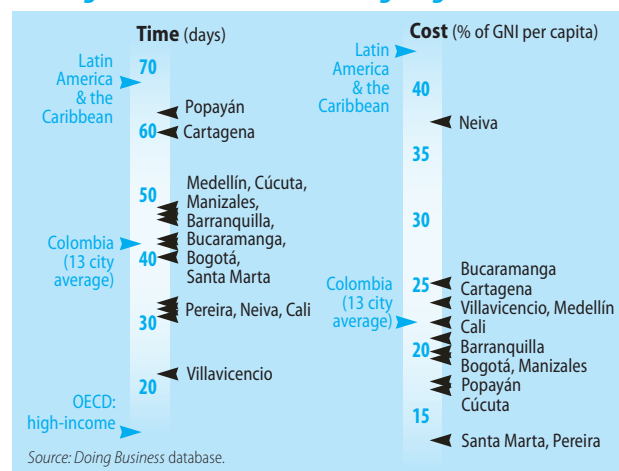 Time (days)
Latin
America
& the
Caribbean
70
60
50
40
30
20
Popayán
Cartagena
Medellín, Cúcuta,
Manizales,
Barranquilla,
Bucaramanga,
Bogotá,
Santa Marta
Colombia
(13 city
average)
Pereira, Neiva, Cali
Villavicencio
OECD:
high-income
Cost (% of GNI per capita)
Latin
America
& the
Caribbean
40
35
30
25
20
15
Neiva
Colombia
(13 city
average)
Bucaramanga
Cartagena
Villavicencio, Medellín
Cali
Barranquilla
Bogotá, Manizales
Popayán
Cúcuta
Santa Marta, Pereira
Source: Doing Business database.